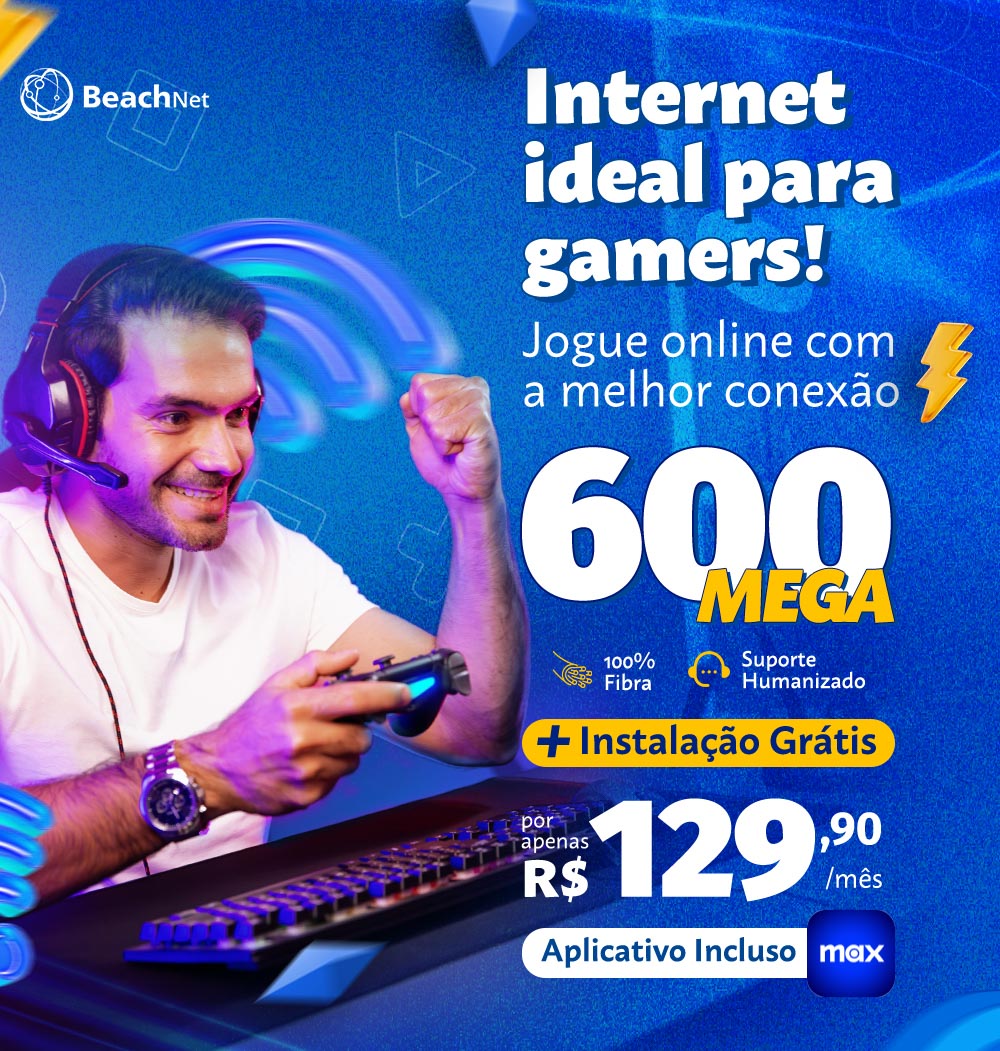 BeachNet
Internet
ideal para
gamers!
Jogue online com
a melhor conexão
600
MEGA
100%
Fibra
Suporte
Humanizado
+ Instalação Grátis
por
apenas
R$ 129,90
/mês
Aplicativo Incluso max